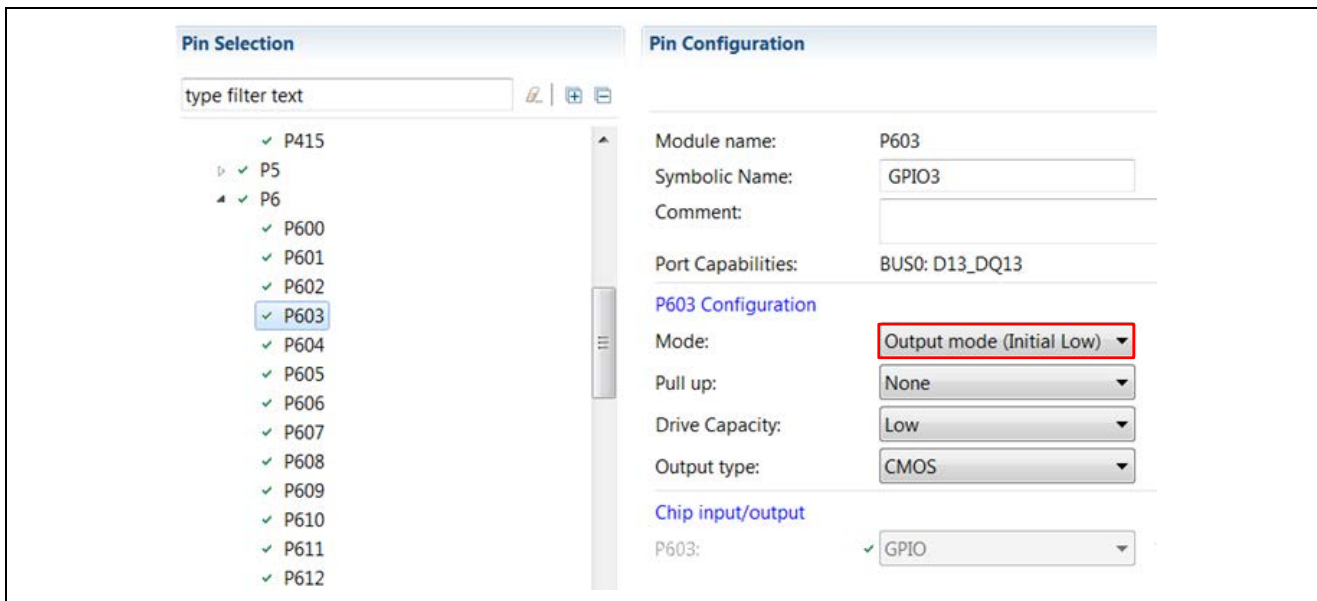 Pin Selection
type filter text
P415
P5
P6
P600
P601
P602
P603
P604
P605
P606
P607
P608
P609
P610
P611
P612
Pin Configuration
Module name: P603
Symbolic Name: GPIO3
Comment:
Port Capabilities: BUS0: D13_DQ13
P603 Configuration
Mode: Output mode (Initial Low)
Pull up: None
Drive Capacity: Low
Output type: CMOS
Chip input/output
P603: GPIO